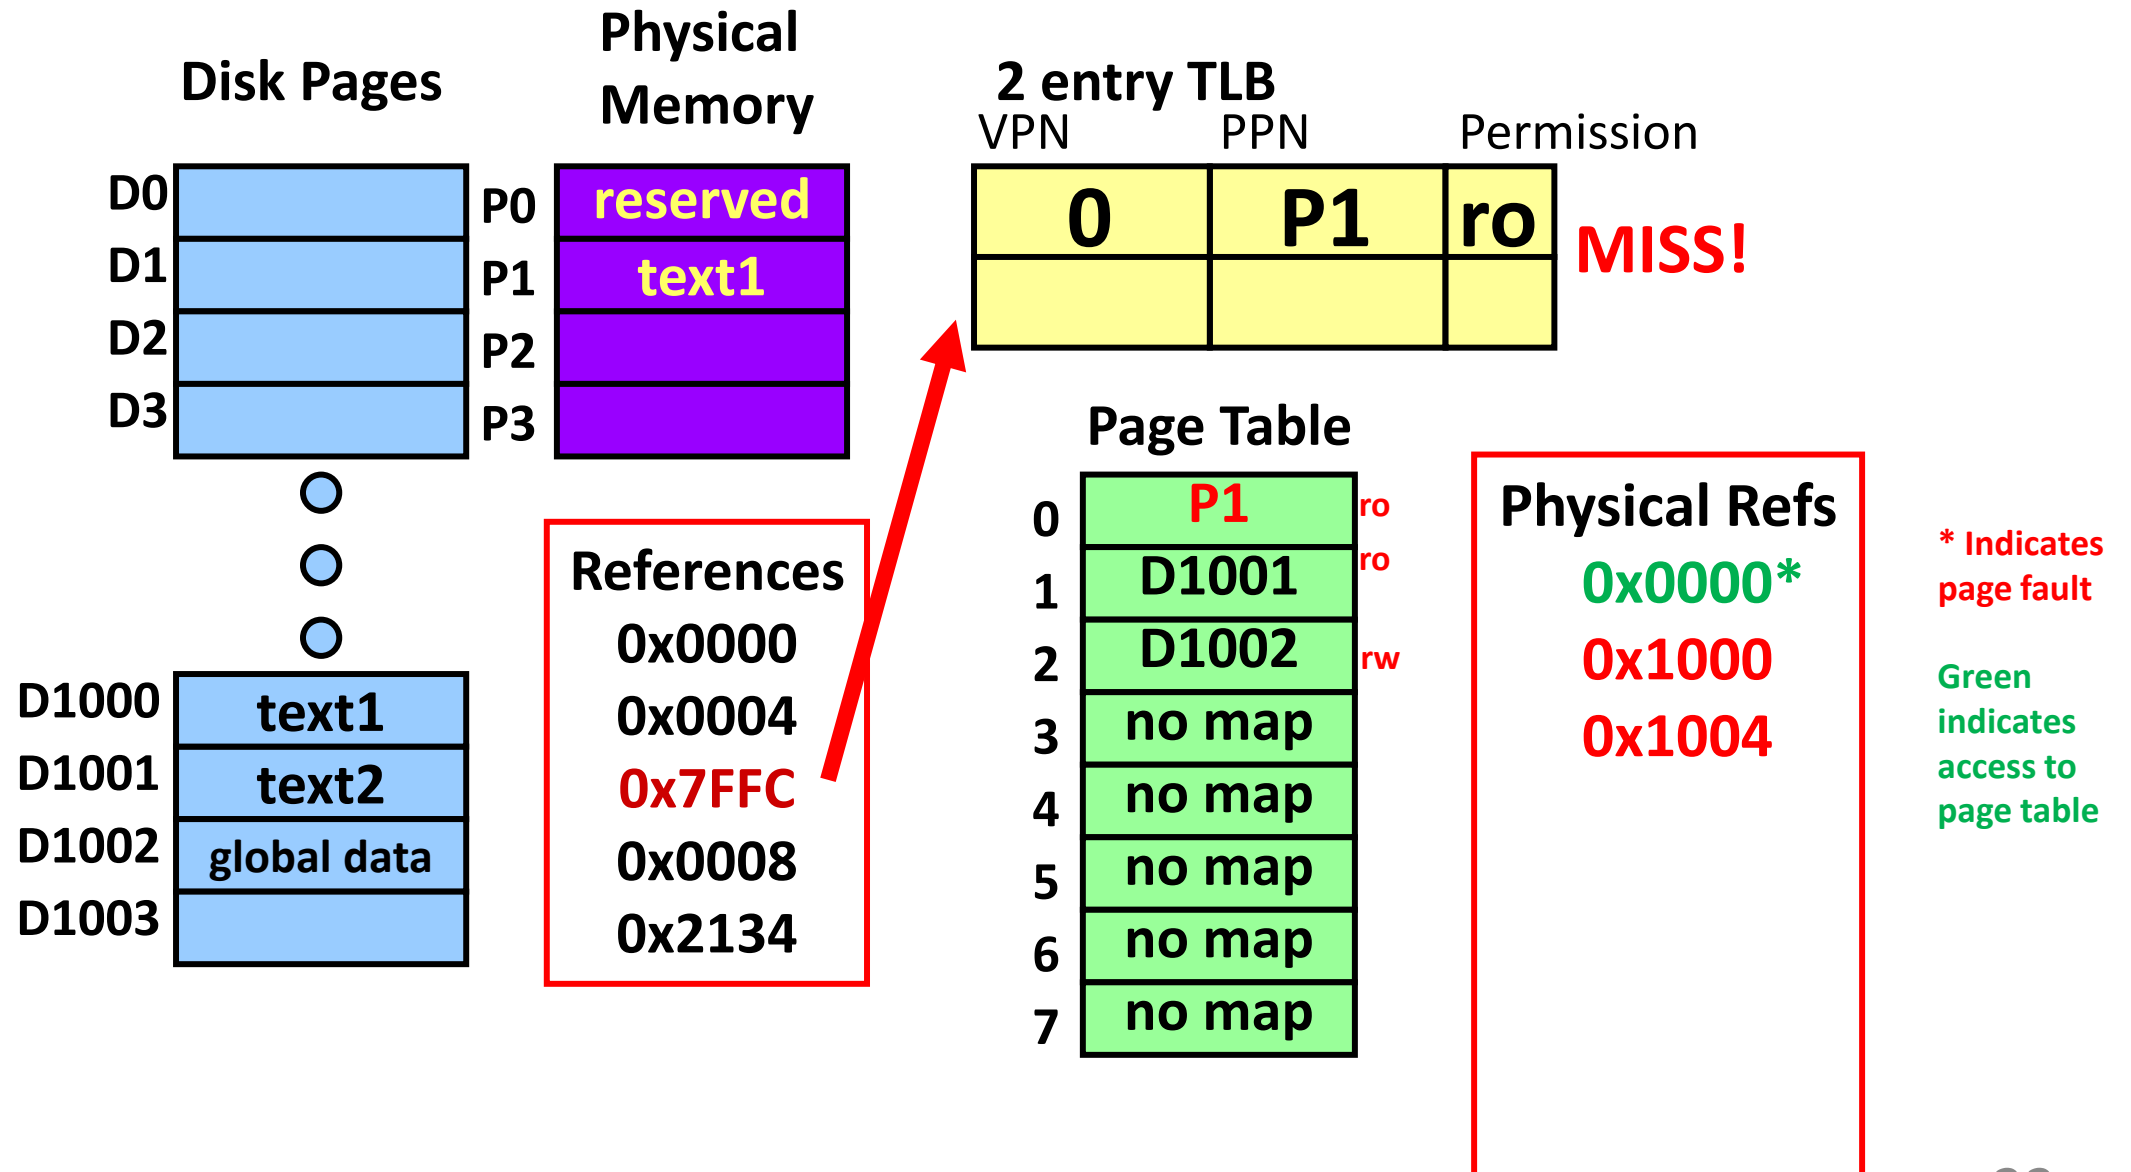 Disk Pages
D0
D1
D2
D3
D1000 text1
D1001 text2
D1002 global data
D1003
Physical
Memory
P0 reserved
P1 text1
P2
P3
References
0x0000
0x0004
0x7FFC
0x0008
0x2134
2 entry TLB
VPN PPN Permission
0 P1 ro
MISS!
Page Table
0 P1 ro
1 D1001 ro
2 D1002 rw
3 no map
4 no map
5 no map
6 no map
7 no map
Physical Refs
0x0000*
0x1000
0x1004
* Indicates
page fault
Green
indicates
access to
page table